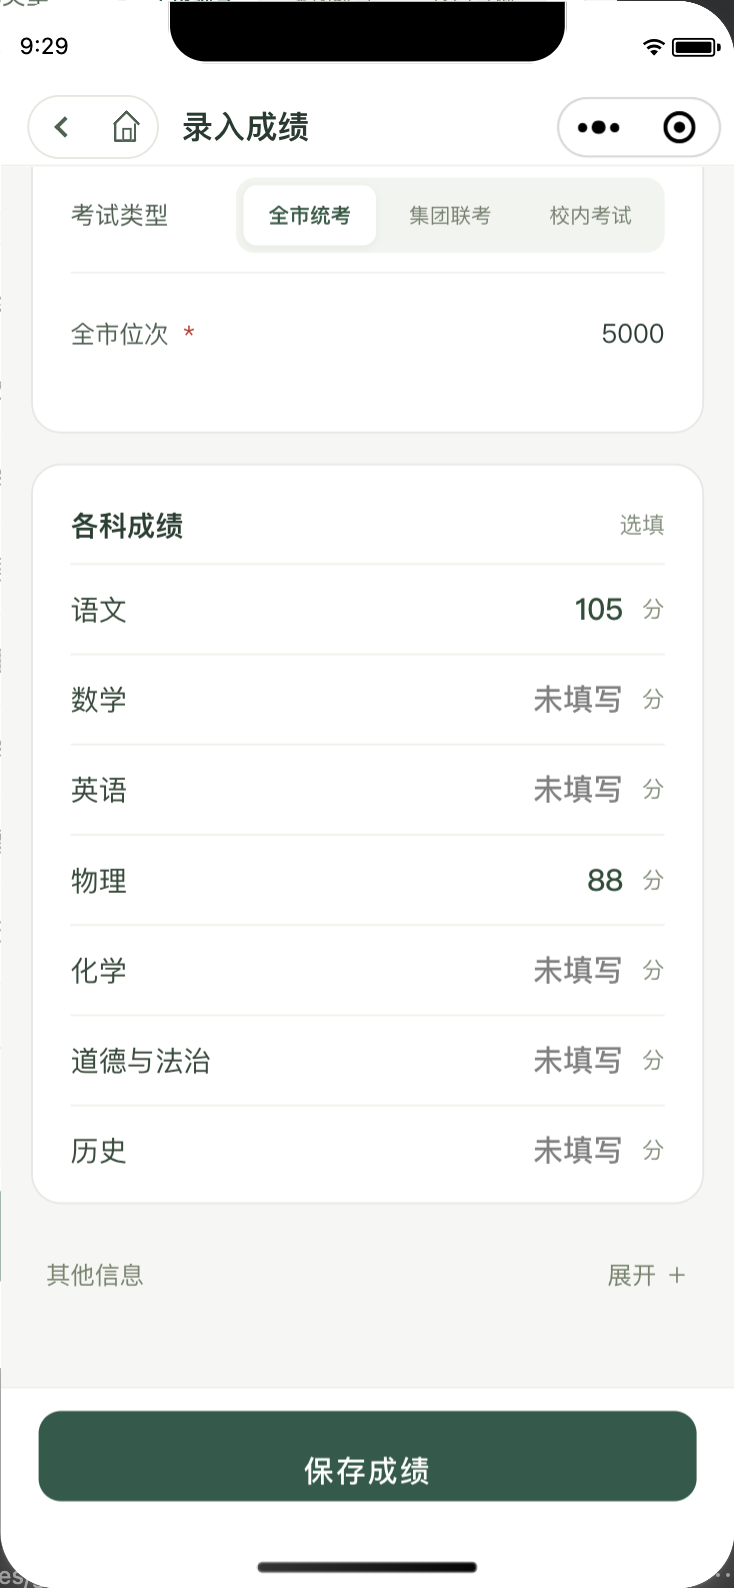 9:29
录入成绩
考试类型 全市统考 集团联考 校内考试
全市位次 * 5000
各科成绩 选填
语文 105 分
数学 未填写 分
英语 未填写 分
物理 88 分
化学 未填写 分
道德与法治 未填写 分
历史 未填写 分
其他信息 展开 +
保存成绩